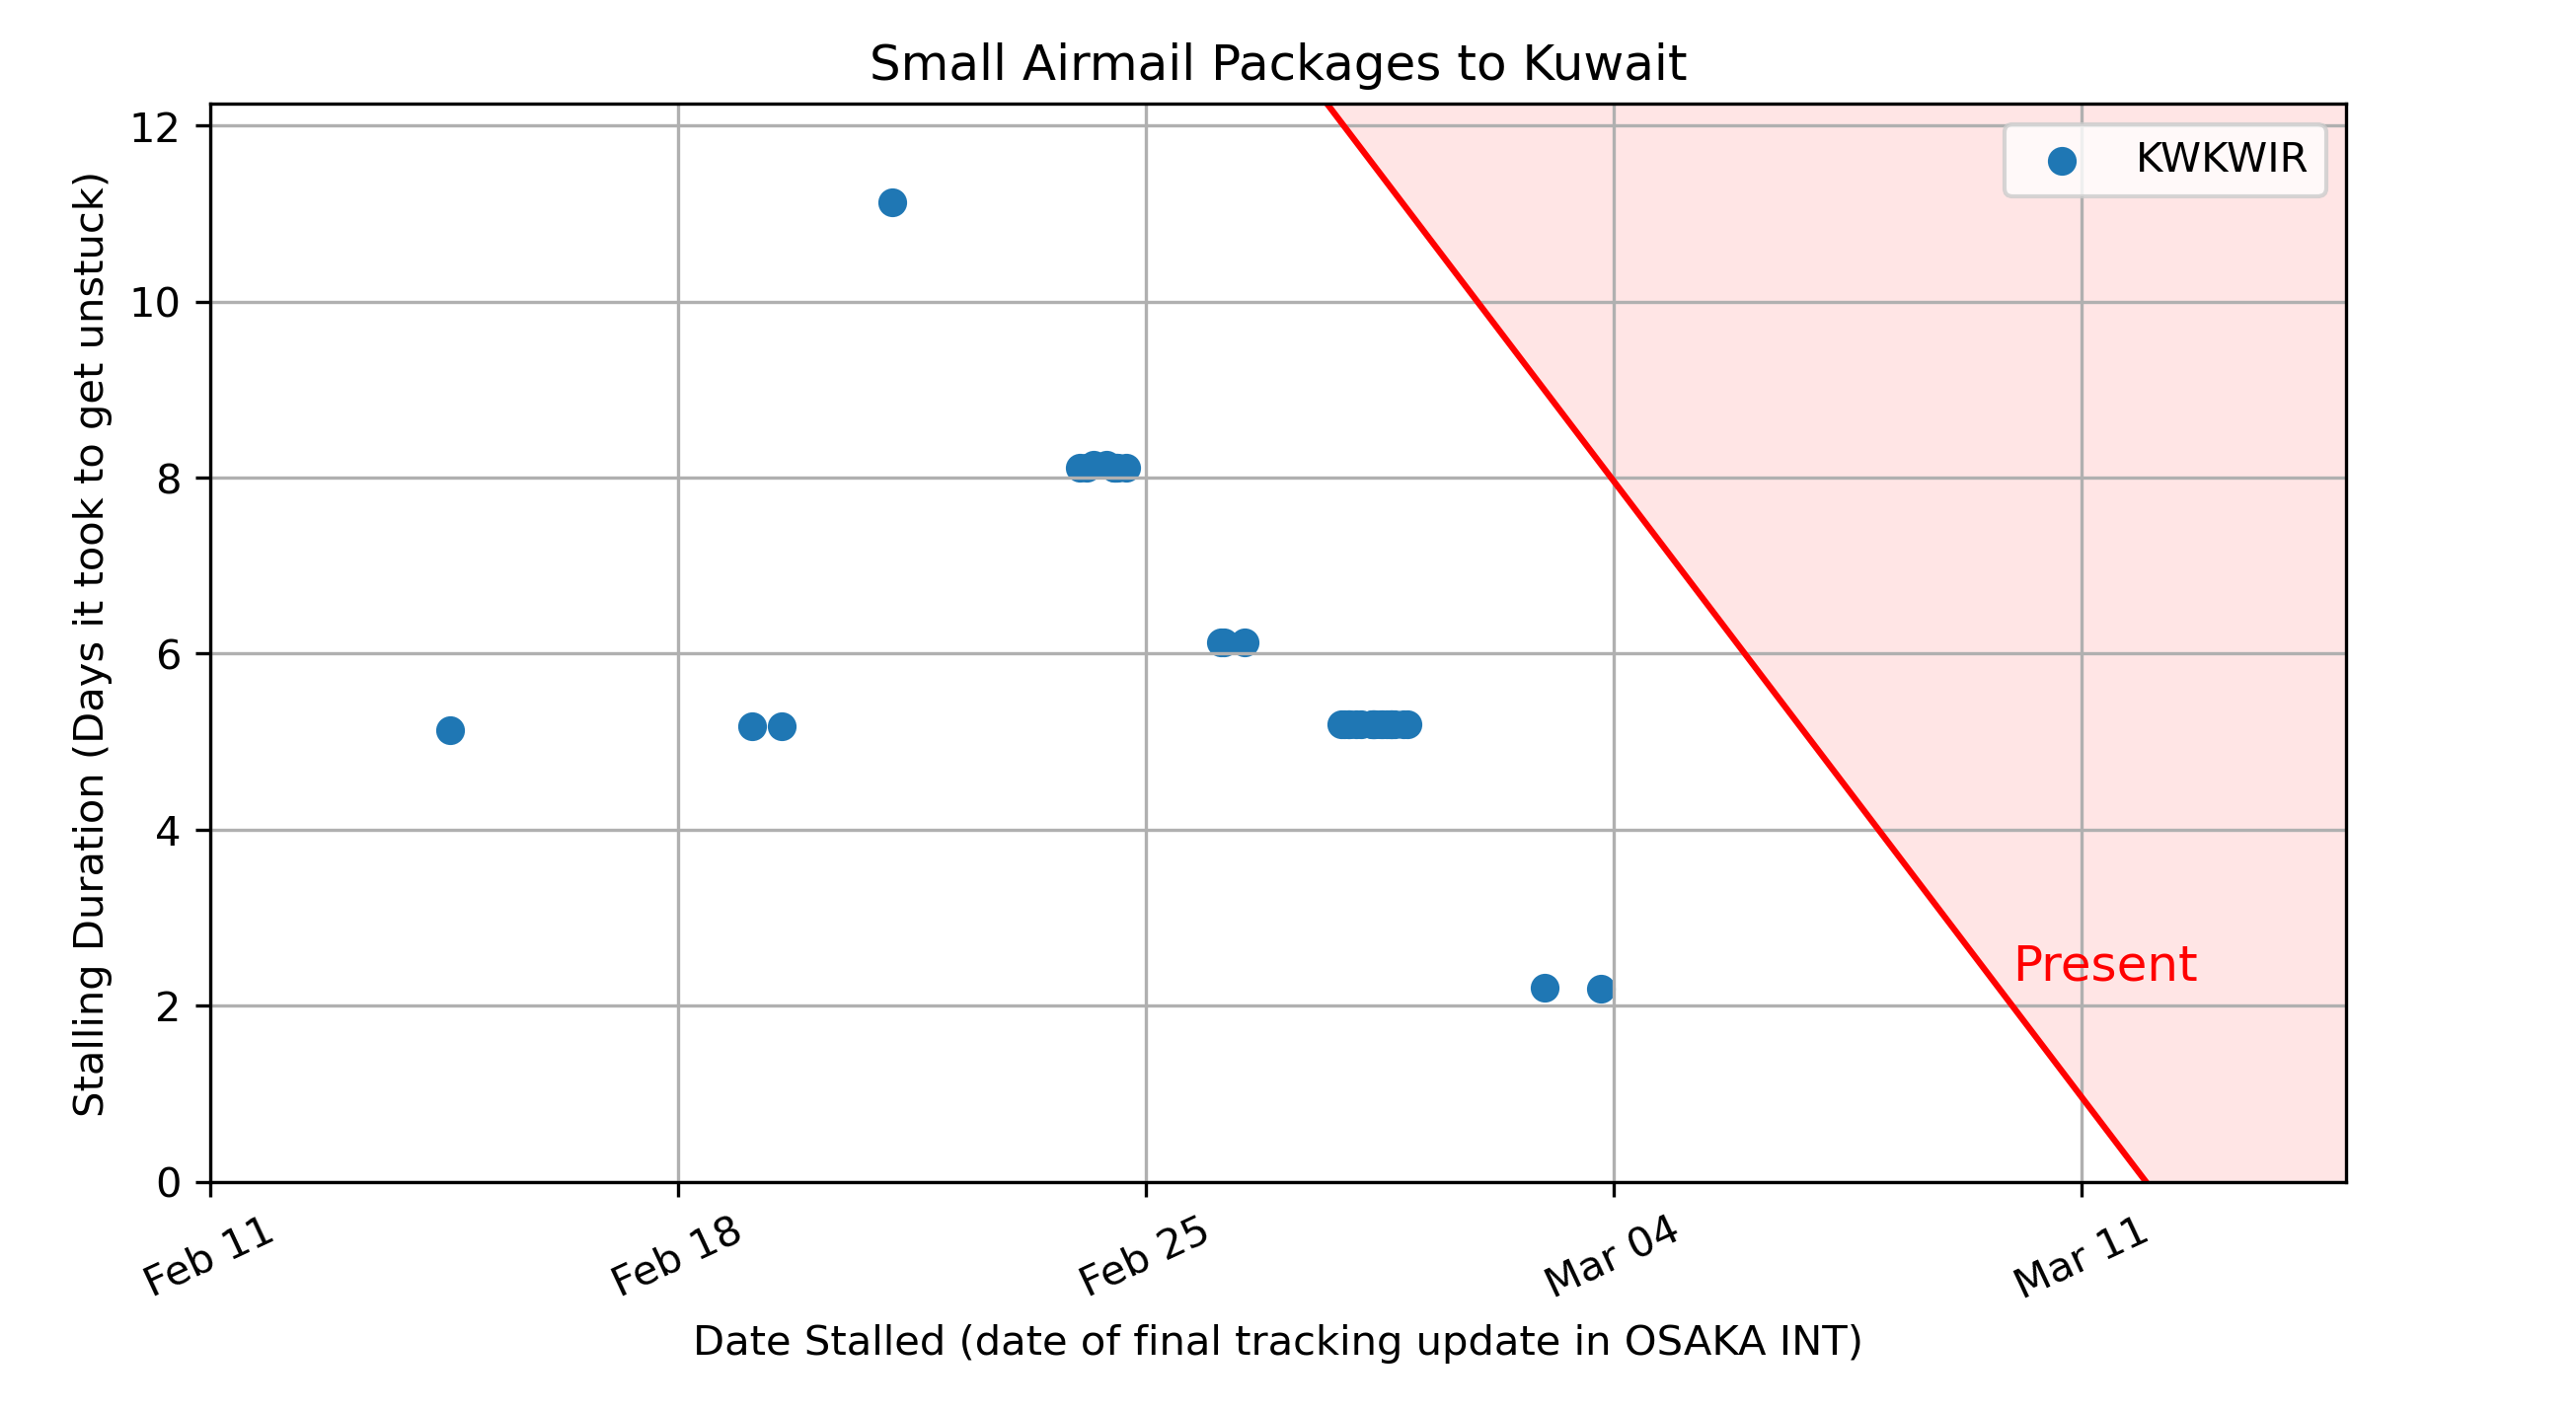 Small Airmail Packages to Kuwait
KWKWIR
Stalling Duration (Days it took to get unstuck)
12
10
8
6
4
2
0
Present
Feb 11
Feb 18
Feb 25
Mar 04
Mar 11
Date Stalled (date of final tracking update in OSAKA INT)